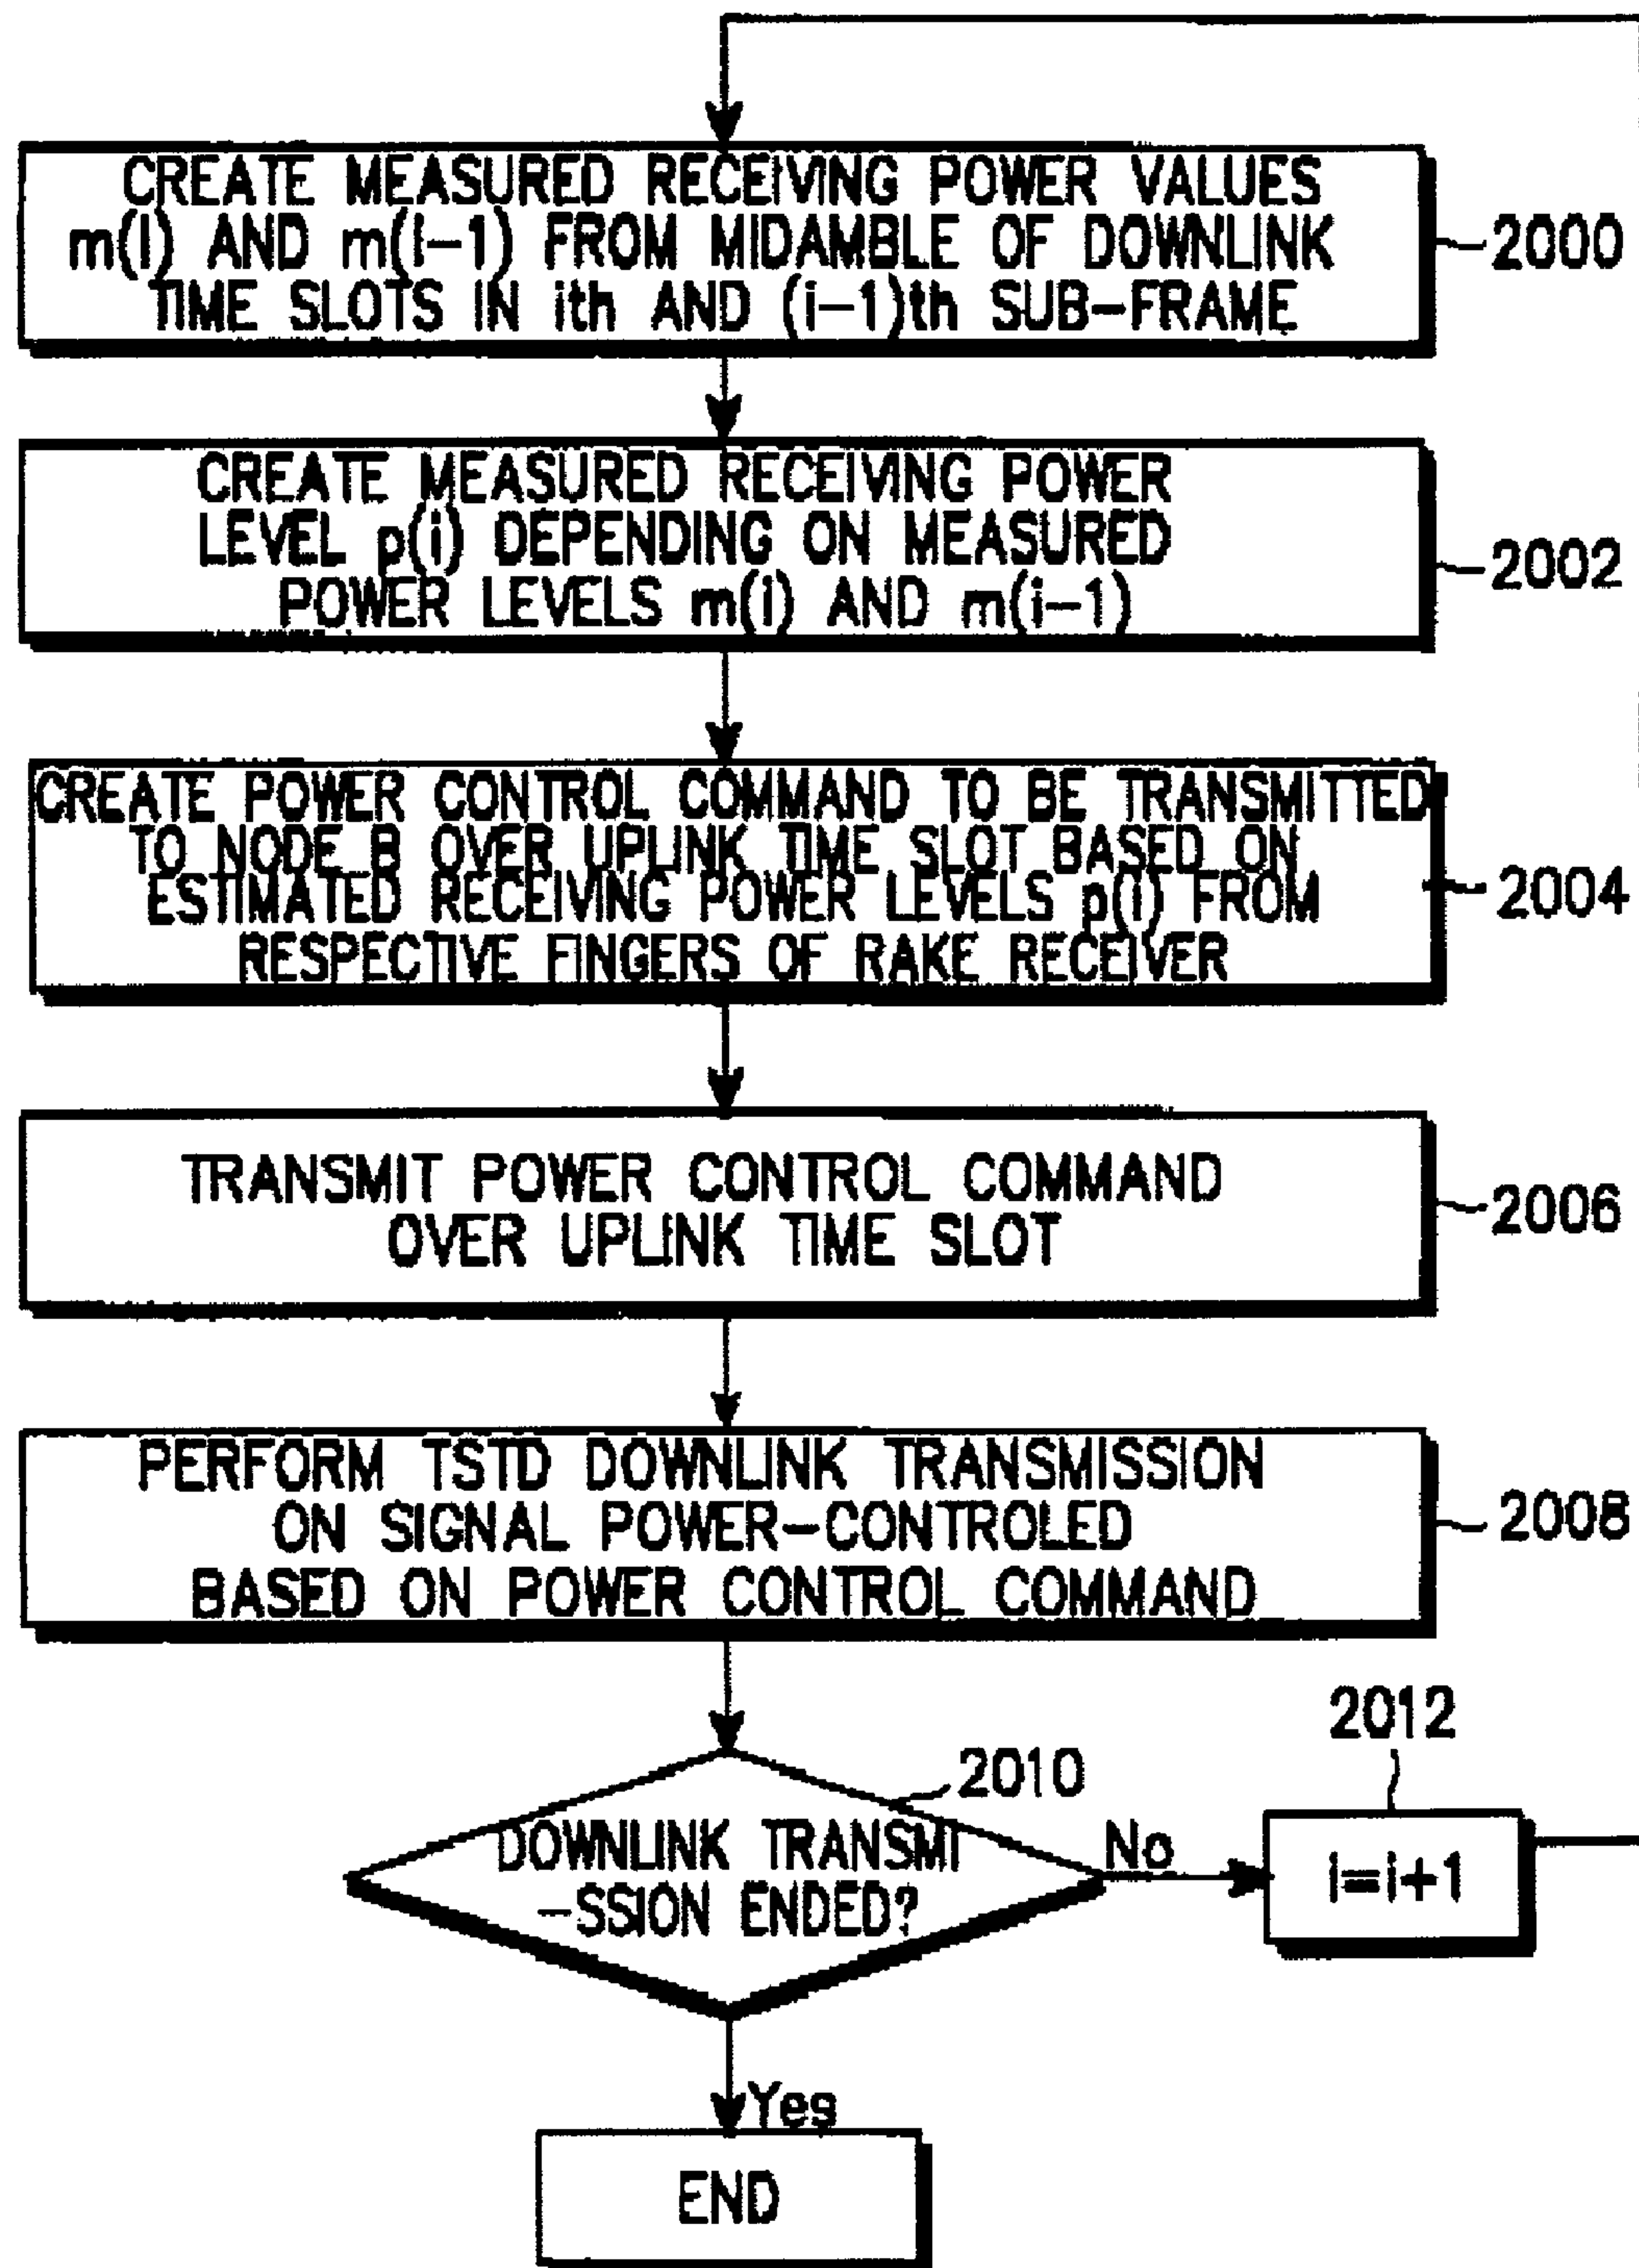 CREATE MEASURED RECEIVING POWER VALUES
m(i) AND m(i-1) FROM MIDAMBLE OF DOWNLINK
TIME SLOTS IN ith AND (i-1)th SUB-FRAME
2000
CREATE MEASURED RECEIVING POWER
LEVEL p(i) DEPENDING ON MEASURED
POWER LEVELS m(i) AND m(i-1)
2002
CREATE POWER CONTROL COMMAND TO BE TRANSMITTED
TO NODE B OVER UPLINK TIME SLOT BASED ON
ESTIMATED RECEIVING POWER LEVELS p(i) FROM
RESPECTIVE FINGERS OF RAKE RECEIVER
2004
TRANSMIT POWER CONTROL COMMAND
OVER UPLINK TIME SLOT
2006
PERFORM TSTD DOWNLINK TRANSMISSION
ON SIGNAL POWER-CONTROLED
BASED ON POWER CONTROL COMMAND
2008
2010
DOWNLINK TRANSMI
-SSION ENDED?
No
2012
i=i+1
Yes
END